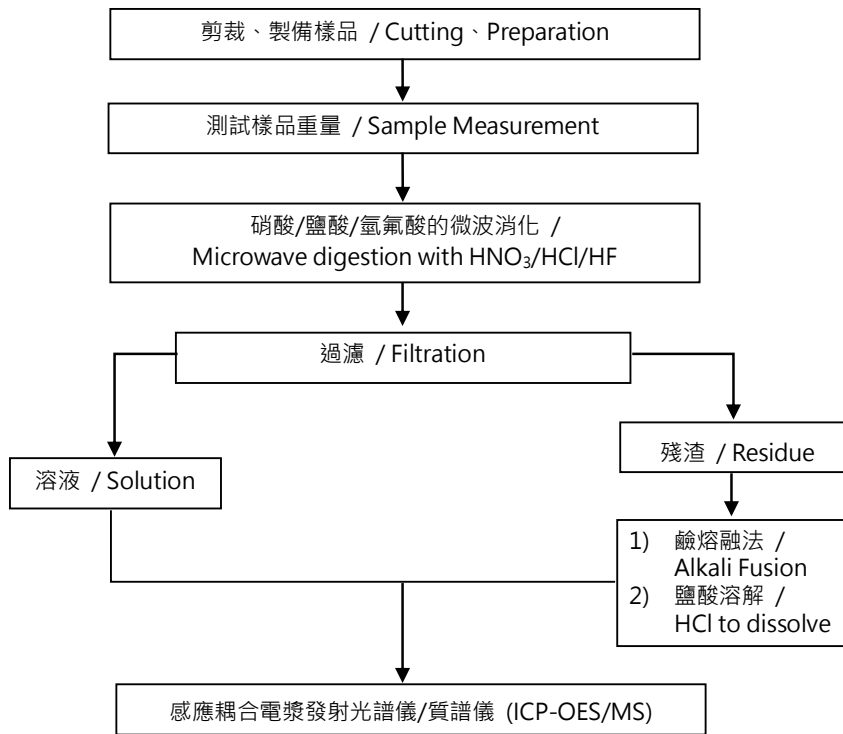 剪裁、製備樣品 / Cutting、Preparation
測試樣品重量 / Sample Measurement
硝酸/鹽酸/氫氟酸的微波消化 /
Microwave digestion with HNO₃/HCl/HF
過濾 / Filtration
溶液 / Solution
殘渣 / Residue
1) 鹼熔融法 /
Alkali Fusion
2) 鹽酸溶解 /
HCl to dissolve
感應耦合電漿發射光譜儀/質譜儀 (ICP-OES/MS)